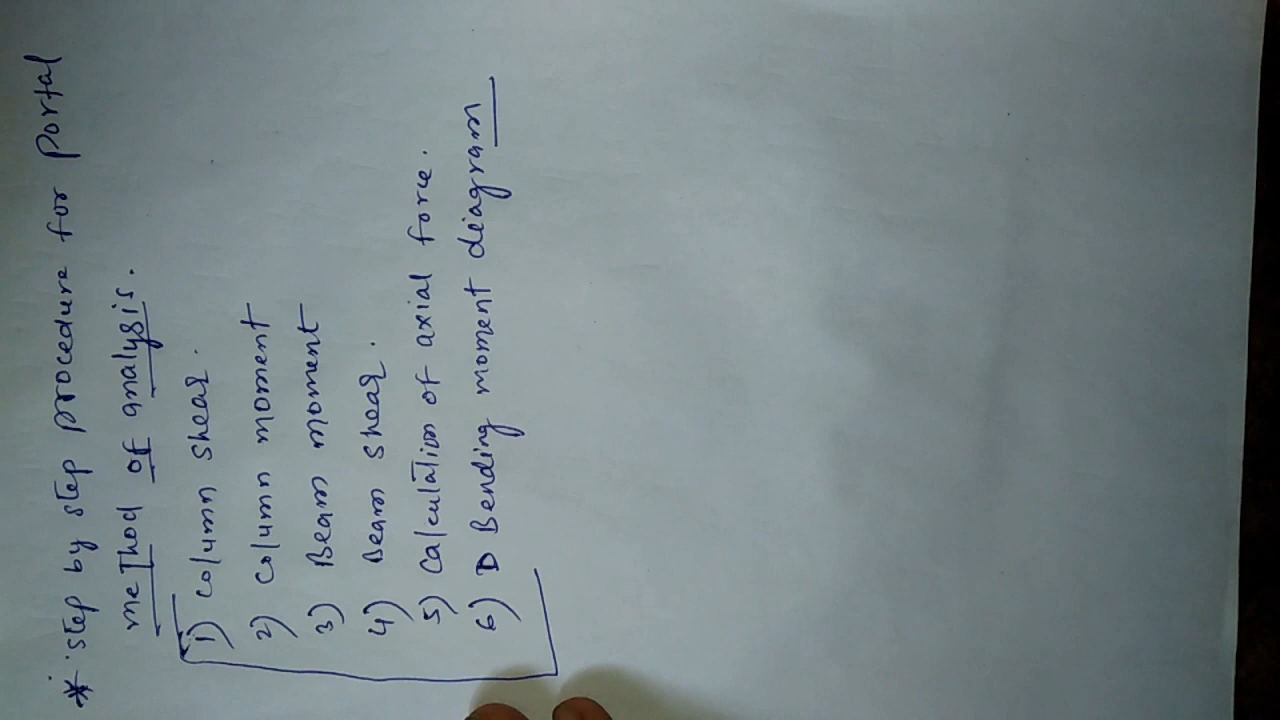 * step by step procedure for portal
method of analysis.
1) column shear.
2) column moment
3) Beam moment
4) Beam shear.
5) calculation of axial force.
6) D Bending moment diagram